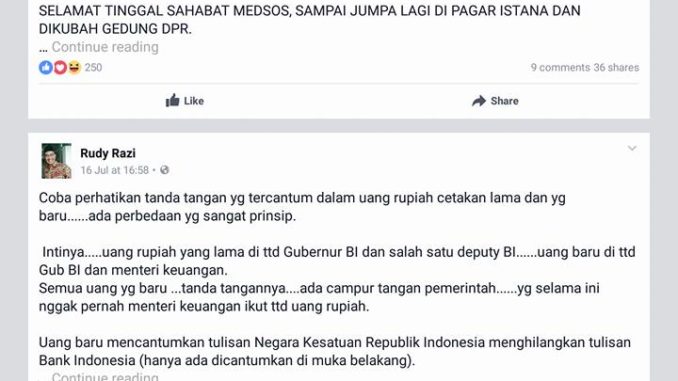 SELAMAT TINGGAL SAHABAT MEDSOS, SAMPAI JUMPA LAGI DI PAGAR ISTANA DAN
DIKUBAH GEDUNG DPR.
... Continue reading
250
9 comments 36 shares
Like
Share
Rudy Razi
16 Jul at 16:58 •
Coba perhatikan tanda tangan yg tercantum dalam uang rupiah cetakan lama dan yg
baru......ada perbedaan yg sangat prinsip.
Intinya.....uang rupiah yang lama di ttd Gubernur BI dan salah satu deputy BI......uang baru di ttd
Gub BI dan menteri keuangan.
Semua uang yg baru ...tanda tangannya....ada campur tangan pemerintah......yg selama ini
nggak pernah menteri keuangan ikut ttd uang rupiah.
Uang baru mencantumkan tulisan Negara Kesatuan Republik Indonesia menghilangkan tulisan
Bank Indonesia (hanya ada dicantumkan di muka belakang).
... Continue reading